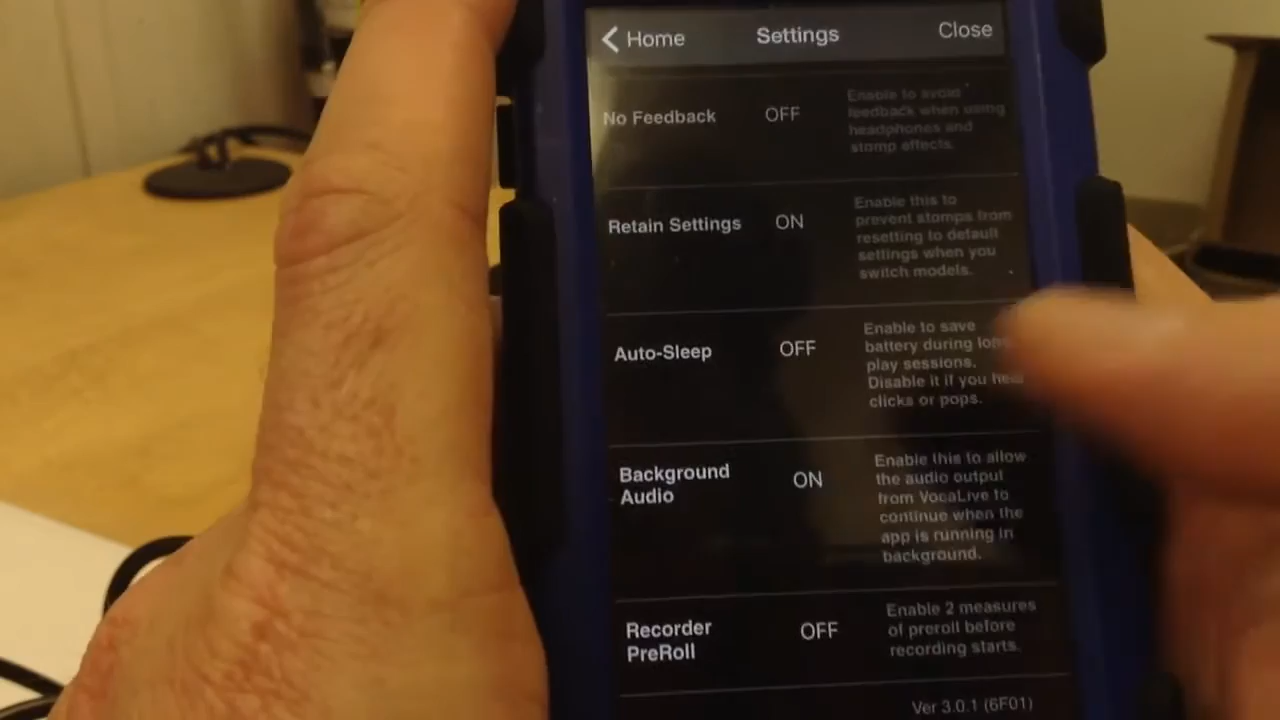 Home Settings Close
No Feedback OFF
Enable to avoid
feedback when using
headphones and
stomp effects.
Retain Settings ON
Enable this to
prevent stomps from
resetting to default
settings when you
switch models.
Auto-Sleep OFF
Enable to save
battery during
play sessions.
Disable it if you
clicks or pops.
Background
Audio
ON
Enable this to allow
the audio output
from VocaLive to
continue when the
app is running in
background.
Recorder
PreRoll
OFF
Enable 2 measures
of preroll before
recording starts.
Ver 3.0.1 (6F01)